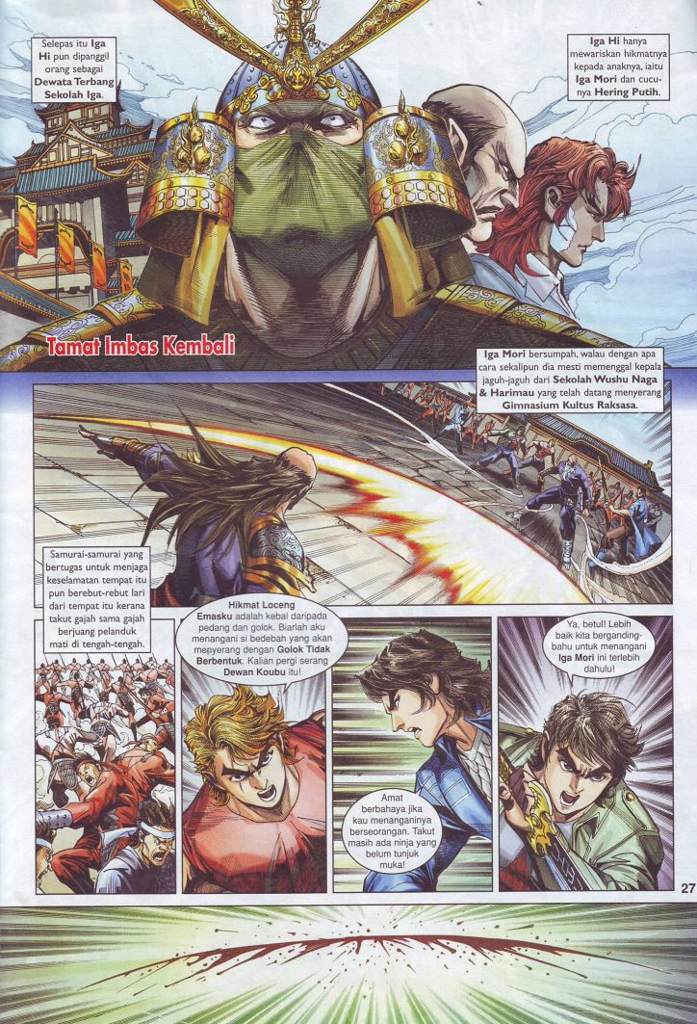 Selepas itu Iga
Hi pun dipanggil
orang sebagai
Dewata Terbang
Sekolah Iga.
Iga Hi hanya
mewariskan hikmatnya
kepada anaknya, iaitu
Iga Mori dan cucu-
nya Hering Putih.
Tamat Imbas Kembali
Iga Mori bersumpah, walau dengan apa
cara sekalipun dia mesti memenggal kepala
jaguh-jaguh dari Sekolah Wushu Naga
& Harimau yang telah datang menyerang
Gimnasium Kultus Raksasa.
Samurai-samurai yang
bertugas untuk menjaga
keselamatan tempat itu
pun berebut-rebut lari
dari tempat itu kerana
takut gajah sama gajah
berjuang pelanduk
mati di tengah-tengah.
Hikmat Loceng
Emasku adalah kebal daripada
pedang dan golok. Biarlah aku
menangani si bedebah yang akan
menyerang dengan Golok Tidak
Berbentuk. Kalian pergi serang
Dewan Koubu itu!
Amat
berbahaya jika
kau menanganinya
berseorangan. Takut
masih ada ninja yang
belum tunjuk
muka!
Ya, betul! Lebih
baik kita berganding-
bahu untuk menangani
Iga Mori ini terlebih
dahulu!
27